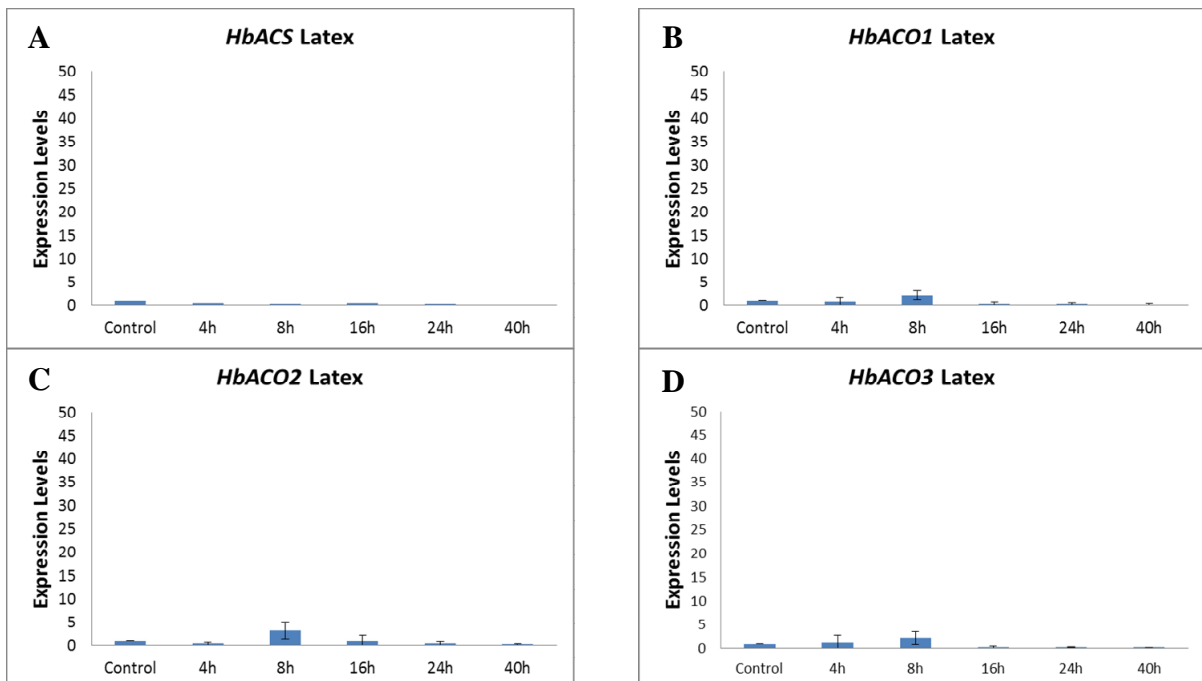 A
HbACS Latex
Expression Levels
50
45
40
35
30
25
20
15
10
5
0
Control 4h 8h 16h 24h 40h
B
HbACO1 Latex
Expression Levels
50
45
40
35
30
25
20
15
10
5
0
Control 4h 8h 16h 24h 40h
C
HbACO2 Latex
Expression Levels
50
45
40
35
30
25
20
15
10
5
0
Control 4h 8h 16h 24h 40h
D
HbACO3 Latex
Expression Levels
50
45
40
35
30
25
20
15
10
5
0
Control 4h 8h 16h 24h 40h